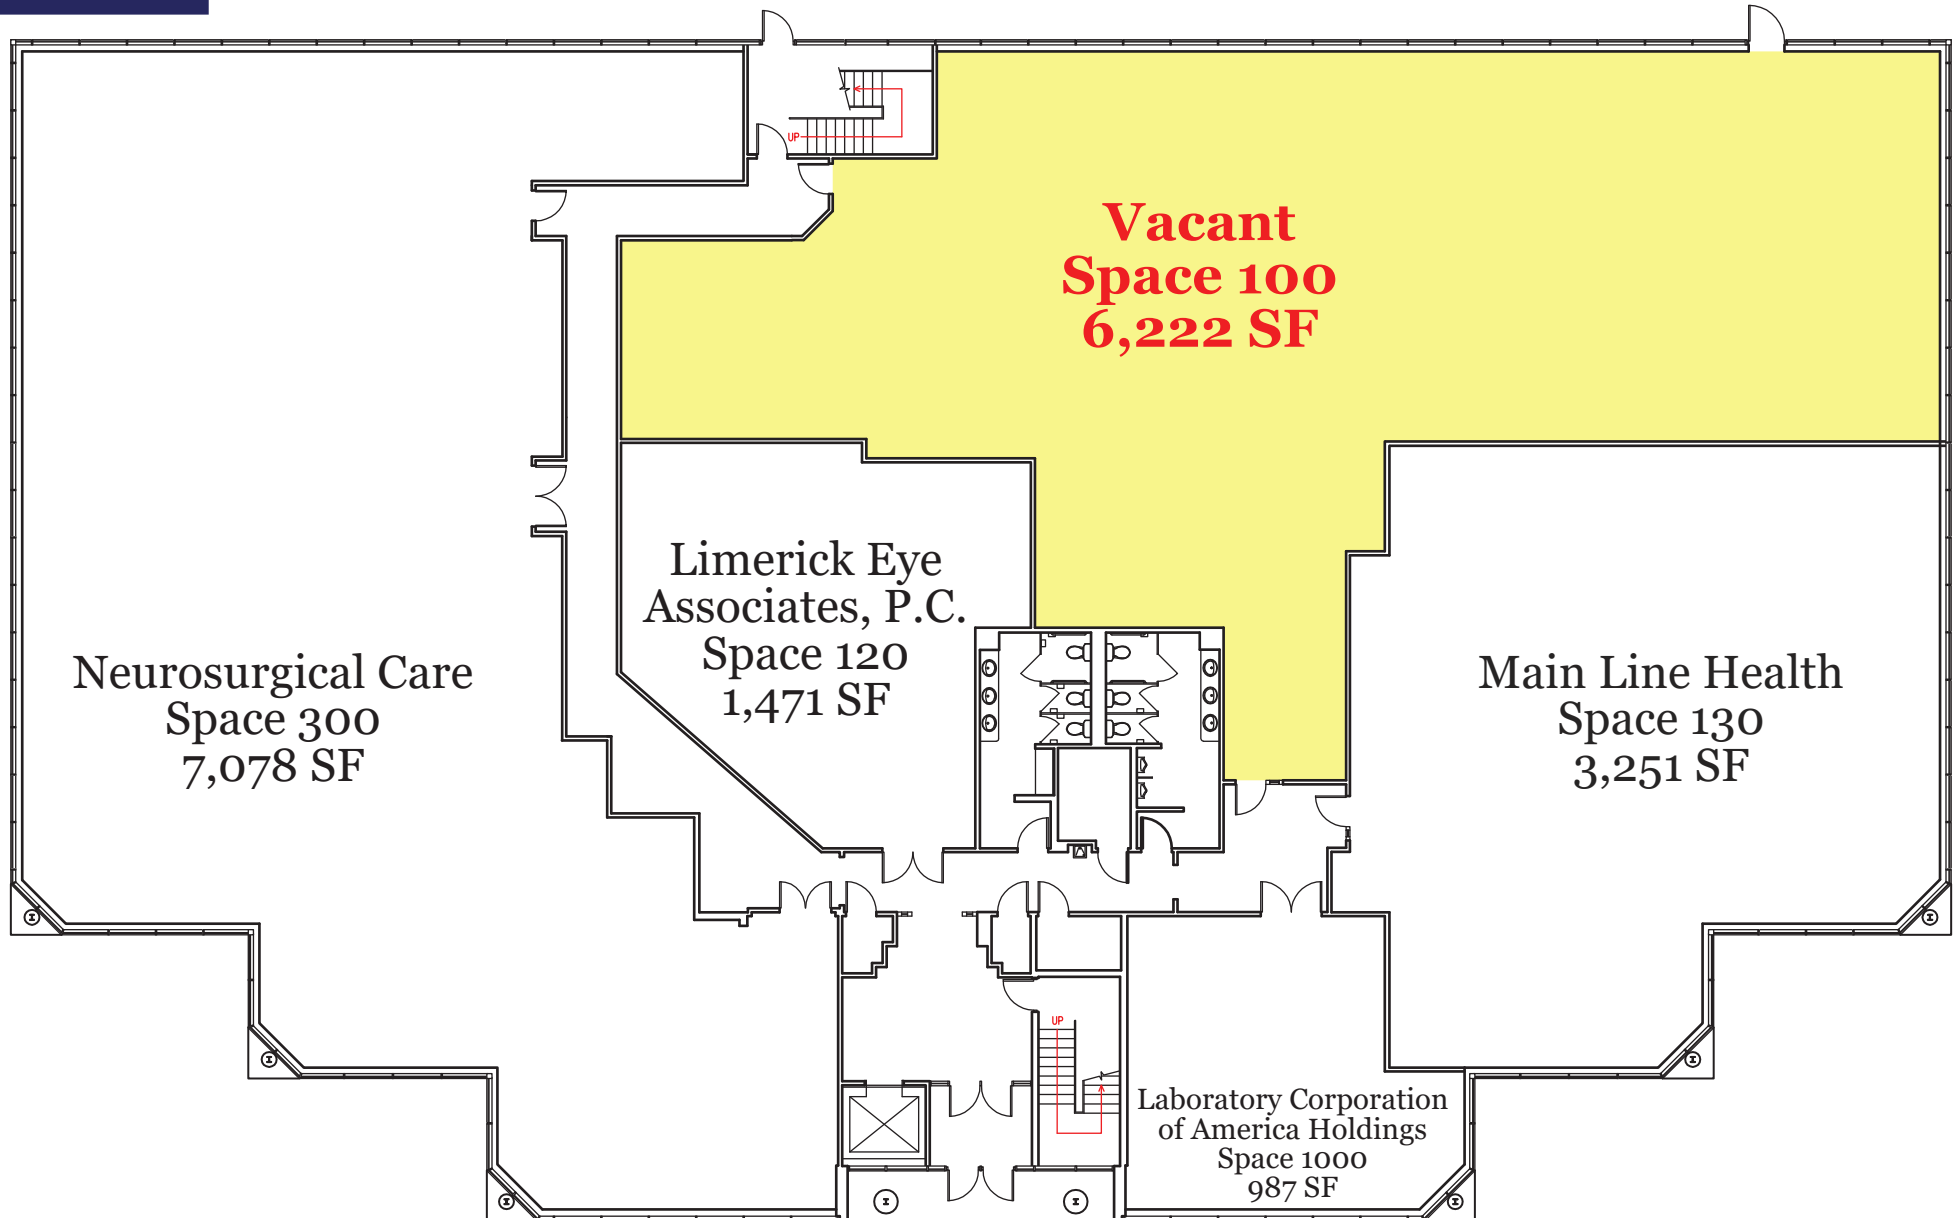 UP
Vacant
Space 100
6,222 SF
Limerick Eye
Associates, P.C.
Space 120
1,471 SF
Neurosurgical Care
Space 300
7,078 SF
Main Line Health
Space 130
3,251 SF
UP
Laboratory Corporation
of America Holdings
Space 1000
987 SF